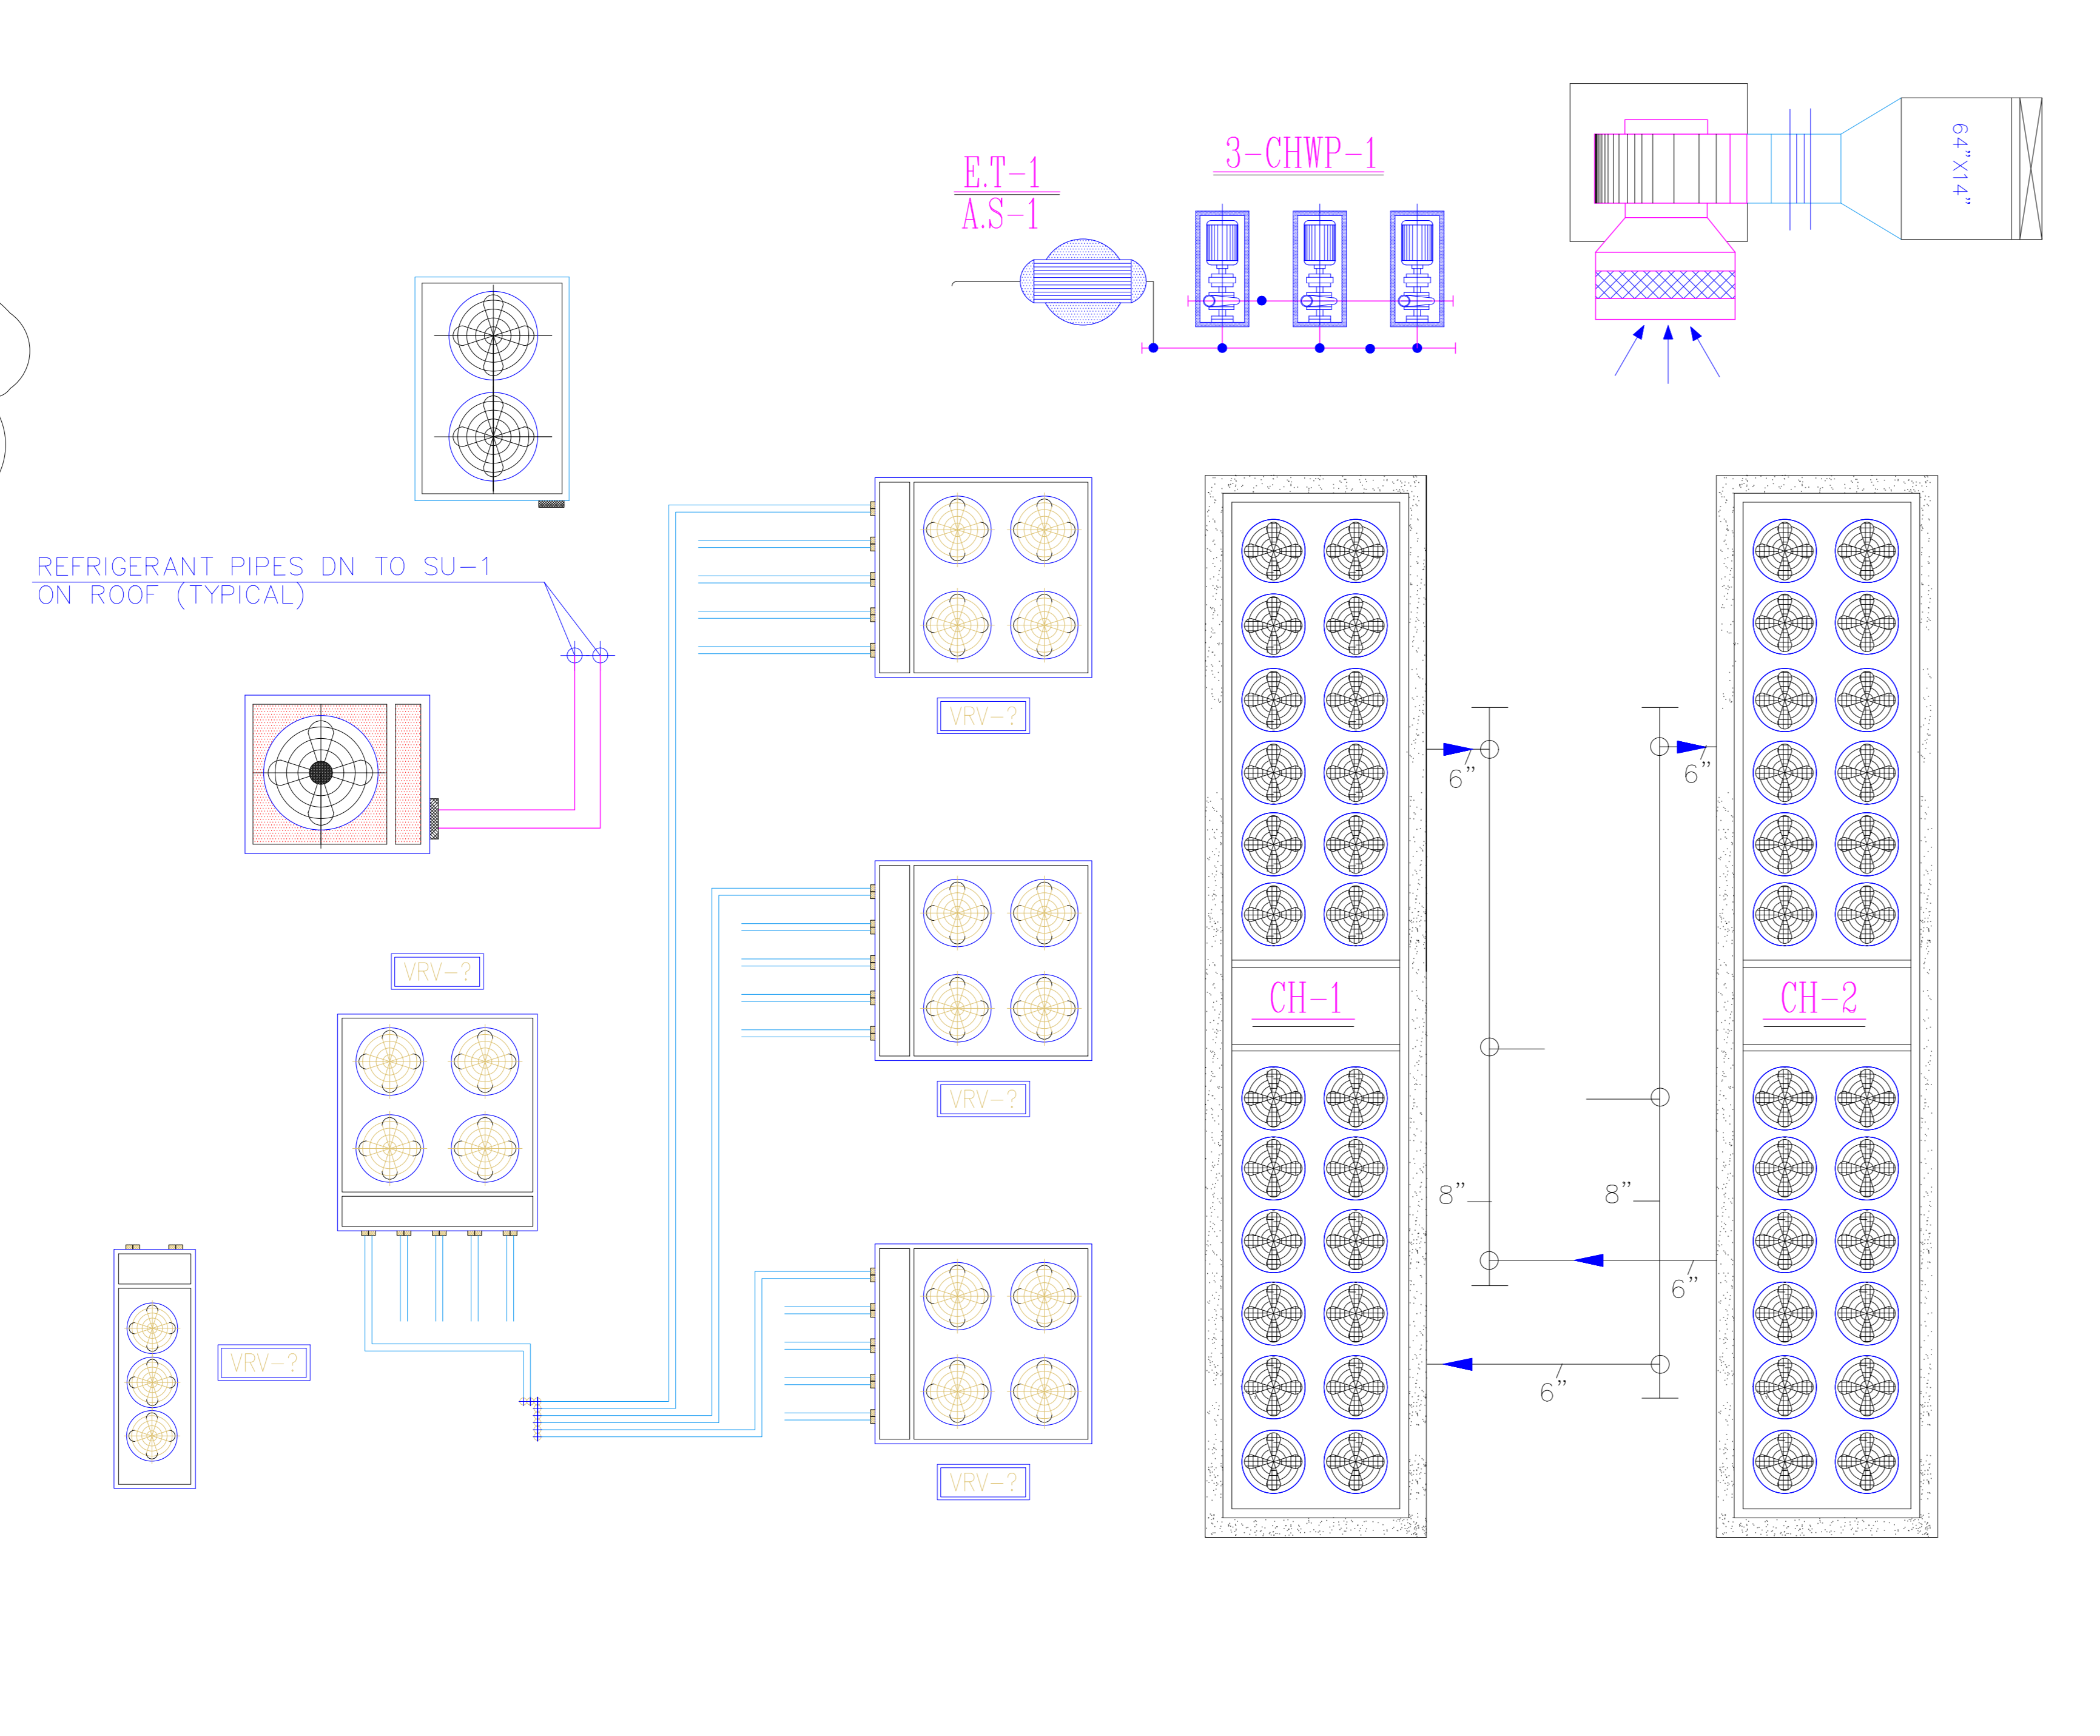 64"X14"
3-CHWP-1
E.T-1
A.S-1
REFRIGERANT PIPES DN TO SU-1
ON ROOF (TYPICAL)
VRV-?
6"
6"
VRV-?
CH-1
CH-2
VRV-?
8"
8"
6"
VRV-?
6"
VRV-?